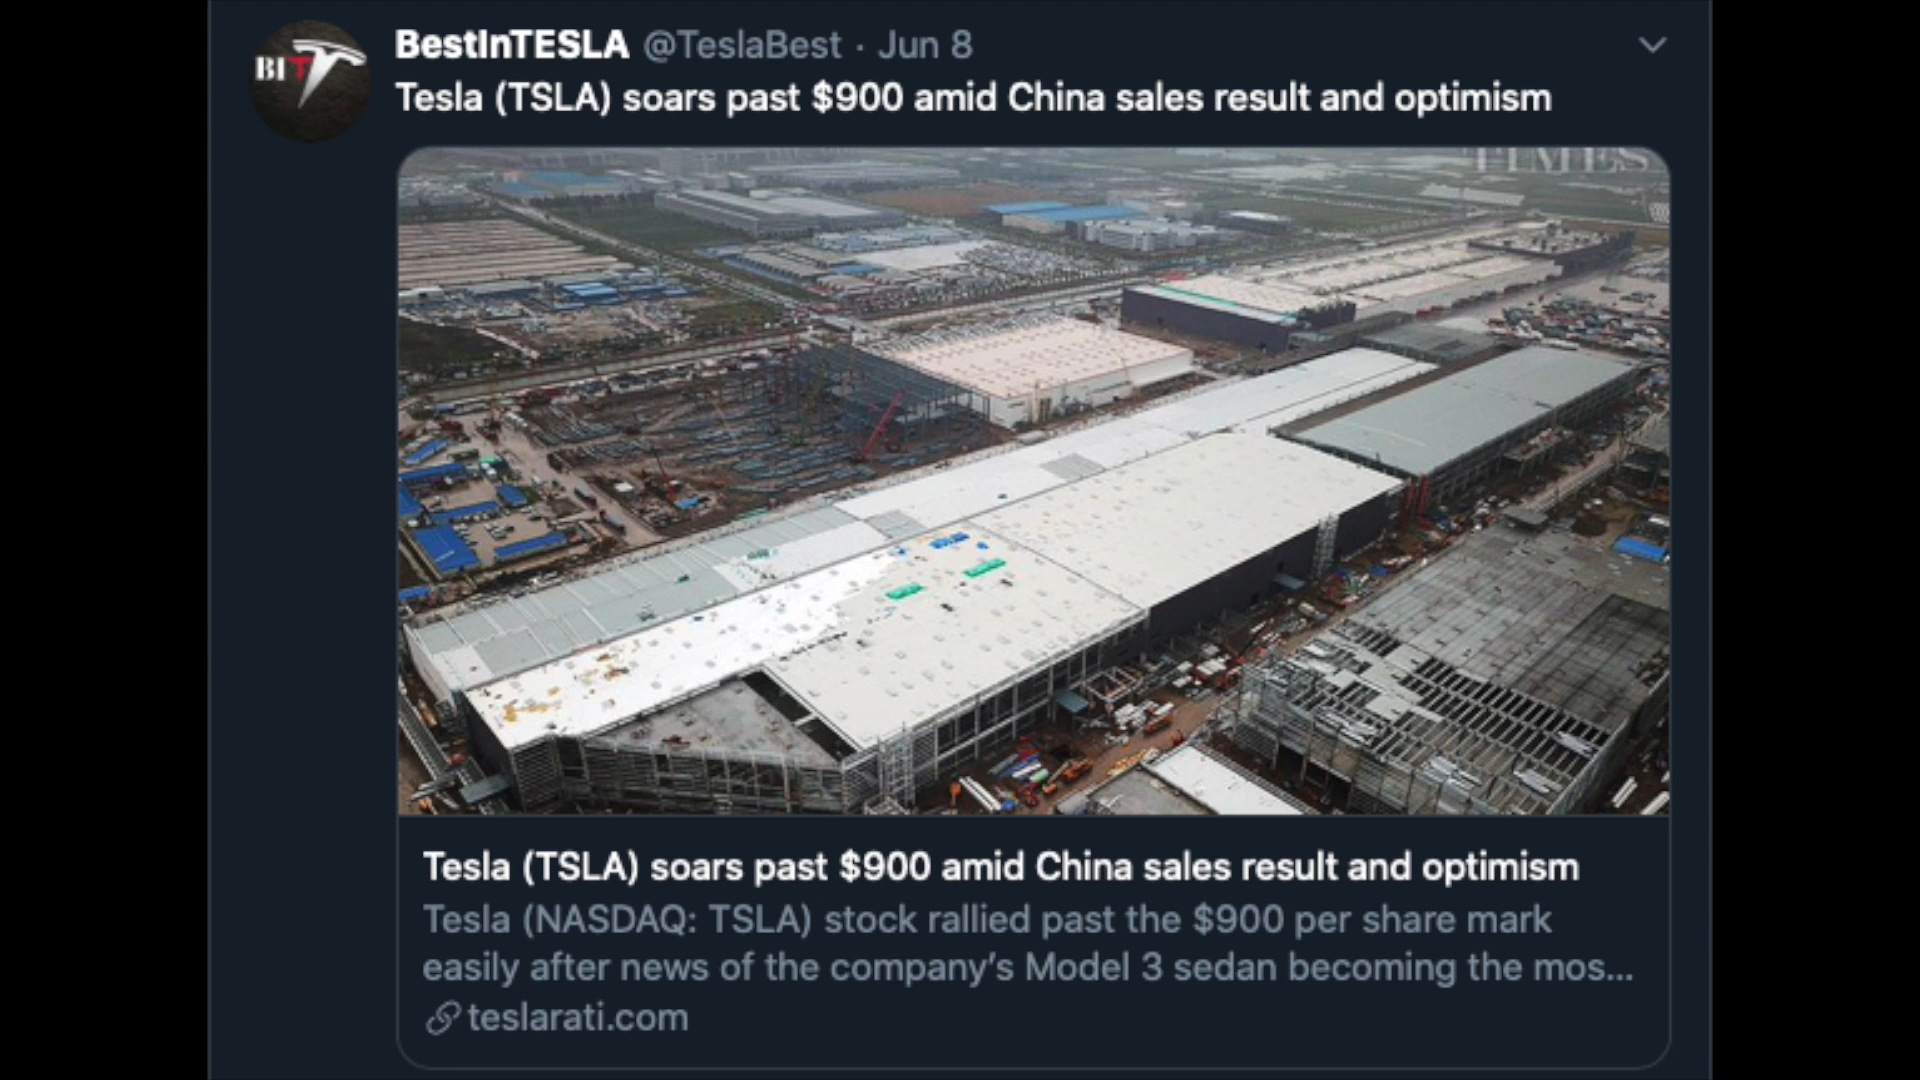 BIT
BestInTESLA @TeslaBest · Jun 8
Tesla (TSLA) soars past $900 amid China sales result and optimism
TIMES
Tesla (TSLA) soars past $900 amid China sales result and optimism
Tesla (NASDAQ: TSLA) stock rallied past the $900 per share mark
easily after news of the company's Model 3 sedan becoming the mos...
teslarati.com